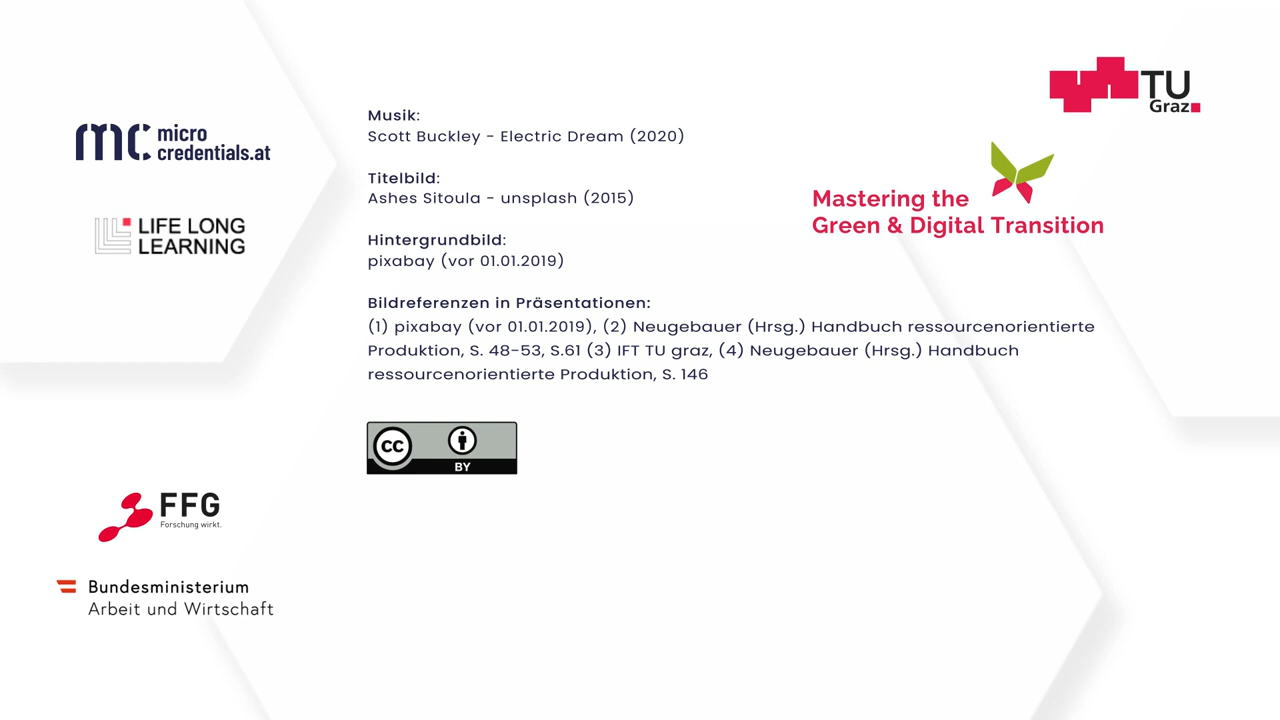 mc micro
credentials.at
LIFE LONG
LEARNING
Musik:
Scott Buckley - Electric Dream (2020)
Titelbild:
Ashes Sitoula - unsplash (2015)
Hintergrundbild:
pixabay (vor 01.01.2019)
Bildreferenzen in Präsentationen:
(1) pixabay (vor 01.01.2019), (2) Neugebauer (Hrsg.) Handbuch ressourcenorientierte
Produktion, S. 48-53, S.61 (3) IFT TU graz, (4) Neugebauer (Hrsg.) Handbuch
ressourcenorientierte Produktion, S. 146
cc
BY
TU
Graz
Mastering the
Green & Digital Transition
FFG
Forschung wirkt.
Bundesministerium
Arbeit und Wirtschaft